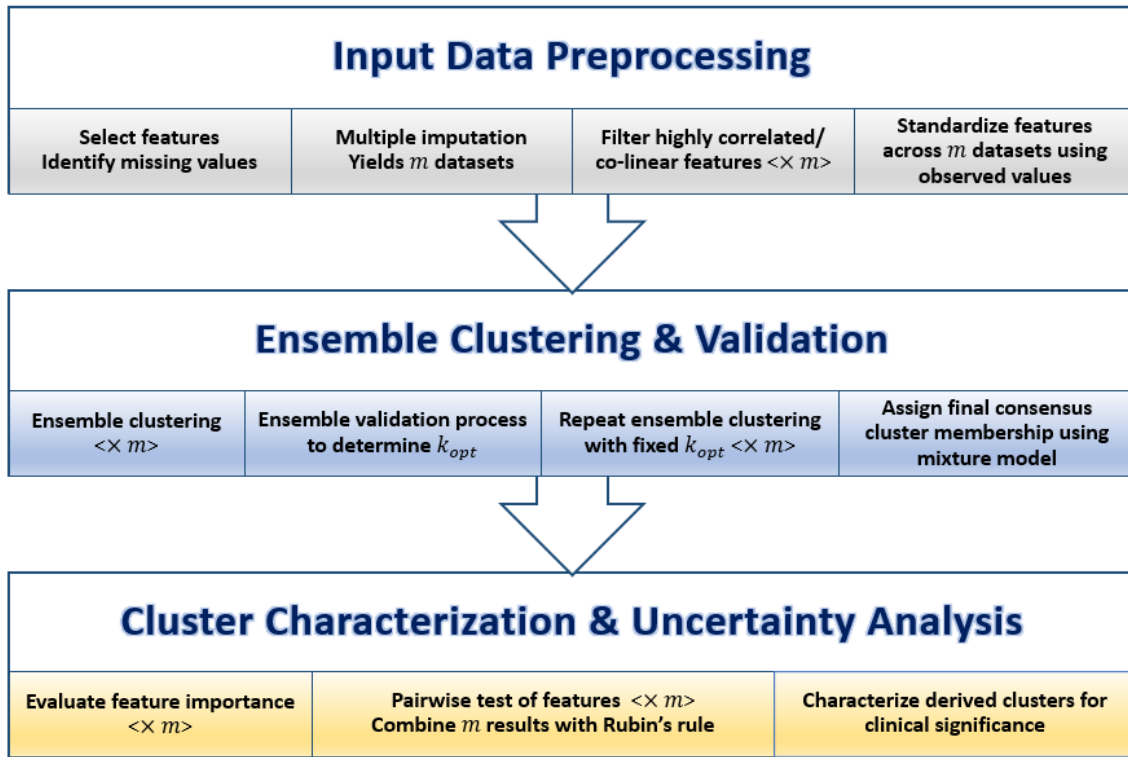 Input Data Preprocessing
Select features
Identify missing values
Multiple imputation
Yields m datasets
Filter highly correlated/
co-linear features <× m>
Standardize features
across m datasets using
observed values
Ensemble Clustering & Validation
Ensemble clustering
<× m>
Ensemble validation process
to determine k_opt
Repeat ensemble clustering
with fixed k_opt <× m>
Assign final consensus
cluster membership using
mixture model
Cluster Characterization & Uncertainty Analysis
Evaluate feature importance
<× m>
Pairwise test of features <× m>
Combine m results with Rubin’s rule
Characterize derived clusters for
clinical significance